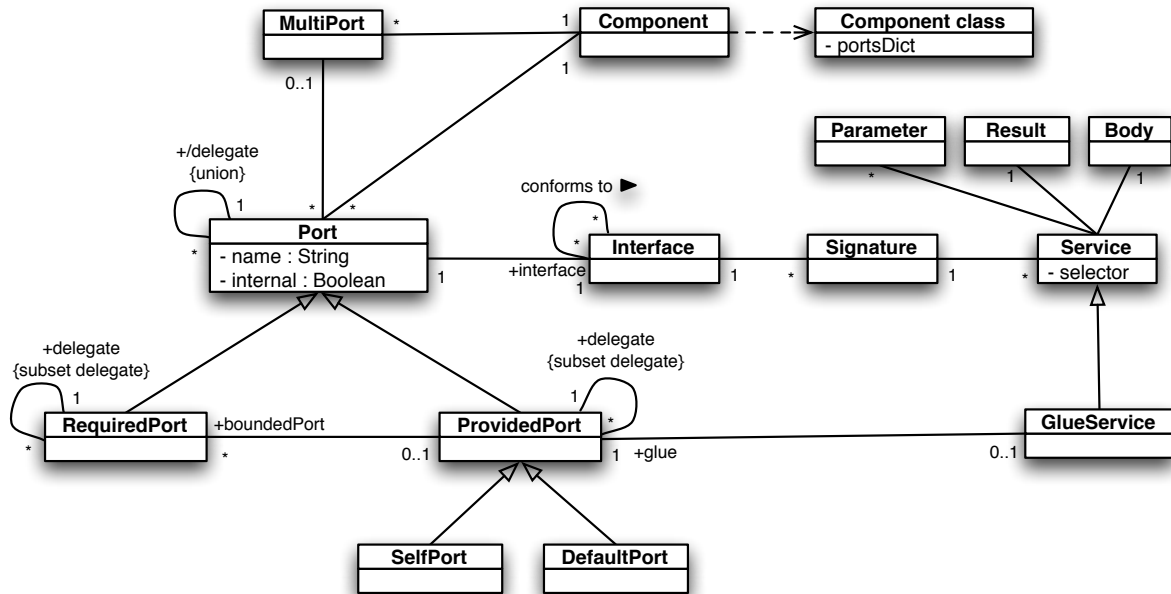 MultiPort
*
1
Component
Component class
- portsDict
0..1
1
Parameter
Result
Body
*
1
1
+/delegate
{union}
1
*
*
*
conforms to ►
*
*
Port
- name : String
- internal : Boolean
1
+interface
1
Interface
1
*
Signature
1
*
Service
- selector
+delegate
{subset delegate}
1
*
+delegate
{subset delegate}
1
*
RequiredPort
+boundedPort
*
0..1
ProvidedPort
1
+glue
0..1
GlueService
SelfPort
DefaultPort